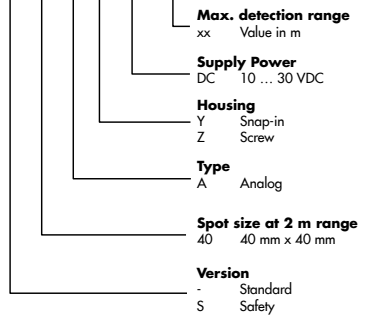 Max. detection range
xx Value in m
Supply Power
DC 10 ... 30 VDC
Housing
Y Snap-in
Z Screw
Type
A Analog
Spot size at 2 m range
40 40 mm x 40 mm
Version
- Standard
S Safety